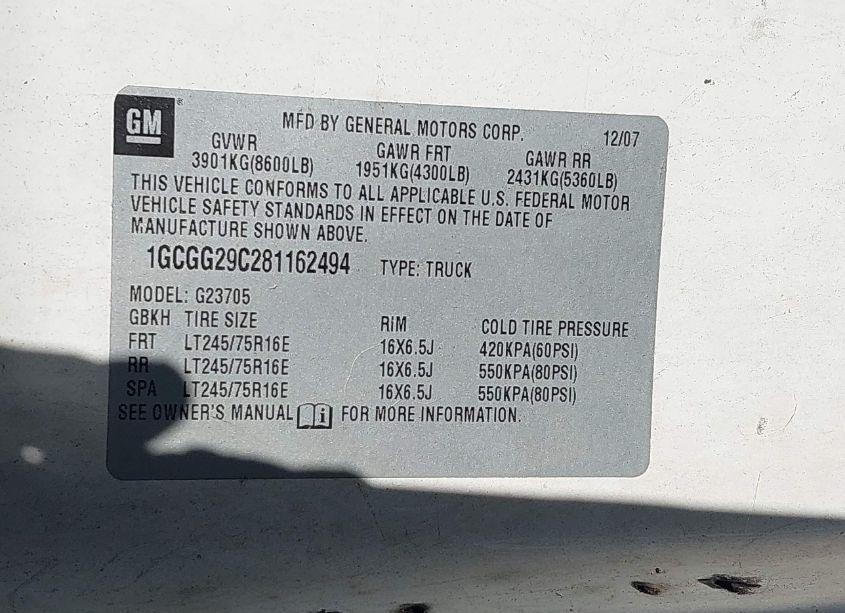 GM
MFD BY GENERAL MOTORS CORP. 12/07
GVWR GAWR FRT GAWR RR
3901KG(8600LB) 1951KG(4300LB) 2431KG(5360LB)
THIS VEHICLE CONFORMS TO ALL APPLICABLE U.S. FEDERAL MOTOR
VEHICLE SAFETY STANDARDS IN EFFECT ON THE DATE OF
MANUFACTURE SHOWN ABOVE.
1GCGG29C281162494 TYPE: TRUCK
MODEL: G23705
GBKH TIRE SIZE RIM COLD TIRE PRESSURE
FRT LT245/75R16E 16X6.5J 420KPA(60PSI)
RR LT245/75R16E 16X6.5J 550KPA(80PSI)
SPA LT245/75R16E 16X6.5J 550KPA(80PSI)
SEE OWNER'S MANUAL FOR MORE INFORMATION.